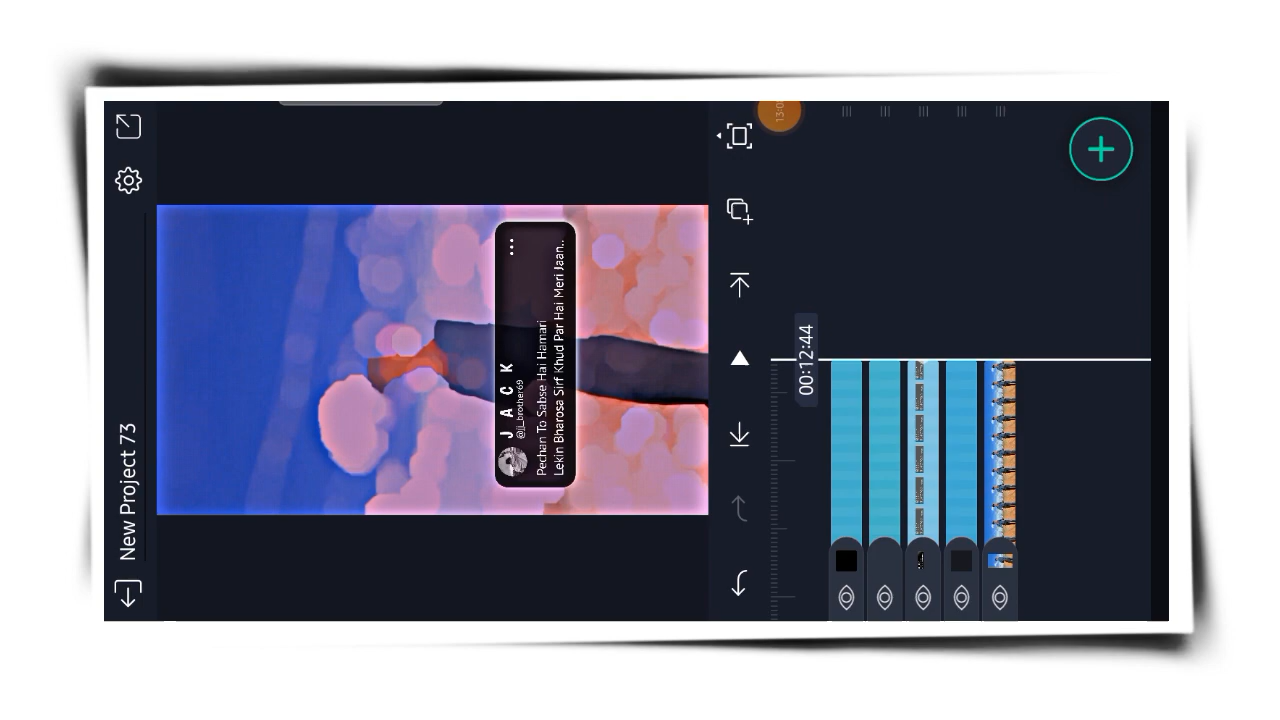 New Project 73
J A C K
@jj_brother69
Pechan To Sabse Hai Hamari
Lekin Bharosa Sirf Khud Par Hai Meri Jaan..
00:12:44